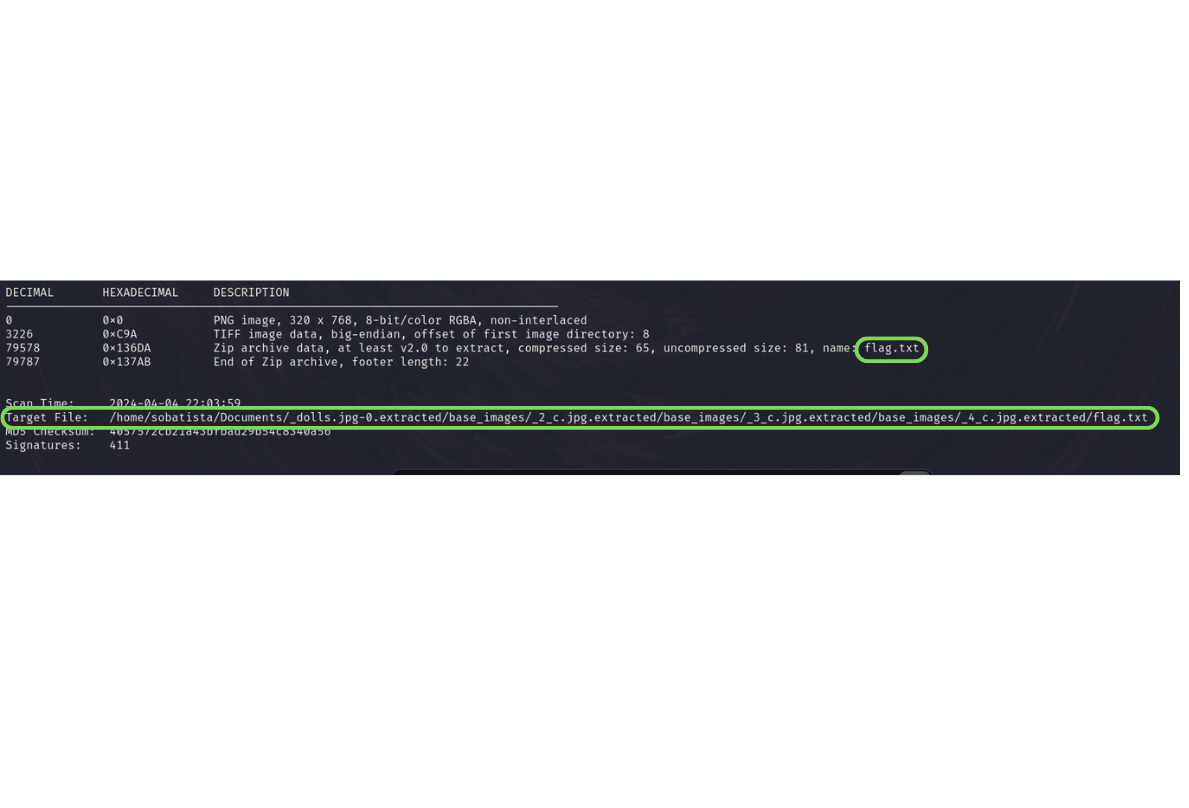 DECIMAL HEXADECIMAL DESCRIPTION
0 0×0 PNG image, 320 x 768, 8-bit/color RGBA, non-interlaced
3226 0×C9A TIFF image data, big-endian, offset of first image directory: 8
79578 0×136DA Zip archive data, at least v2.0 to extract, compressed size: 65, uncompressed size: 81, name: flag.txt
79787 0×137AB End of Zip archive, footer length: 22
Scan Time: 2024-04-04 22:03:59
Target File: /home/sobatista/Documents/_dolls.jpg-0.extracted/base_images/_2_c.jpg.extracted/base_images/_3_c.jpg.extracted/base_images/_4_c.jpg.extracted/flag.txt
MD5 Checksum:
Signatures: 411